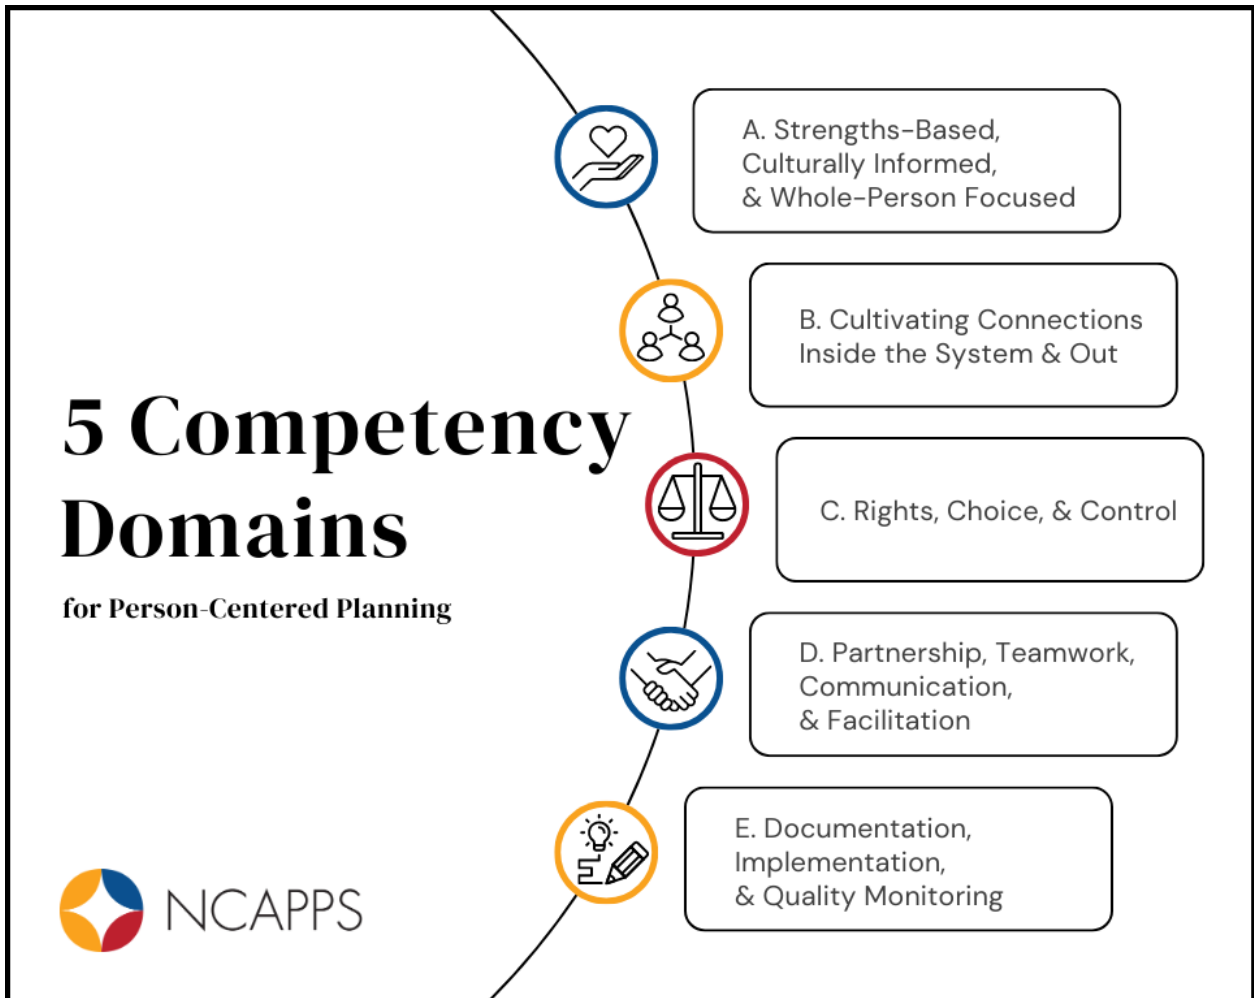 5 Competency
Domains
for Person-Centered Planning
A. Strengths-Based,
Culturally Informed,
& Whole-Person Focused
B. Cultivating Connections
Inside the System & Out
C. Rights, Choice, & Control
D. Partnership, Teamwork,
Communication,
& Facilitation
E. Documentation,
Implementation,
& Quality Monitoring
NCAPPS